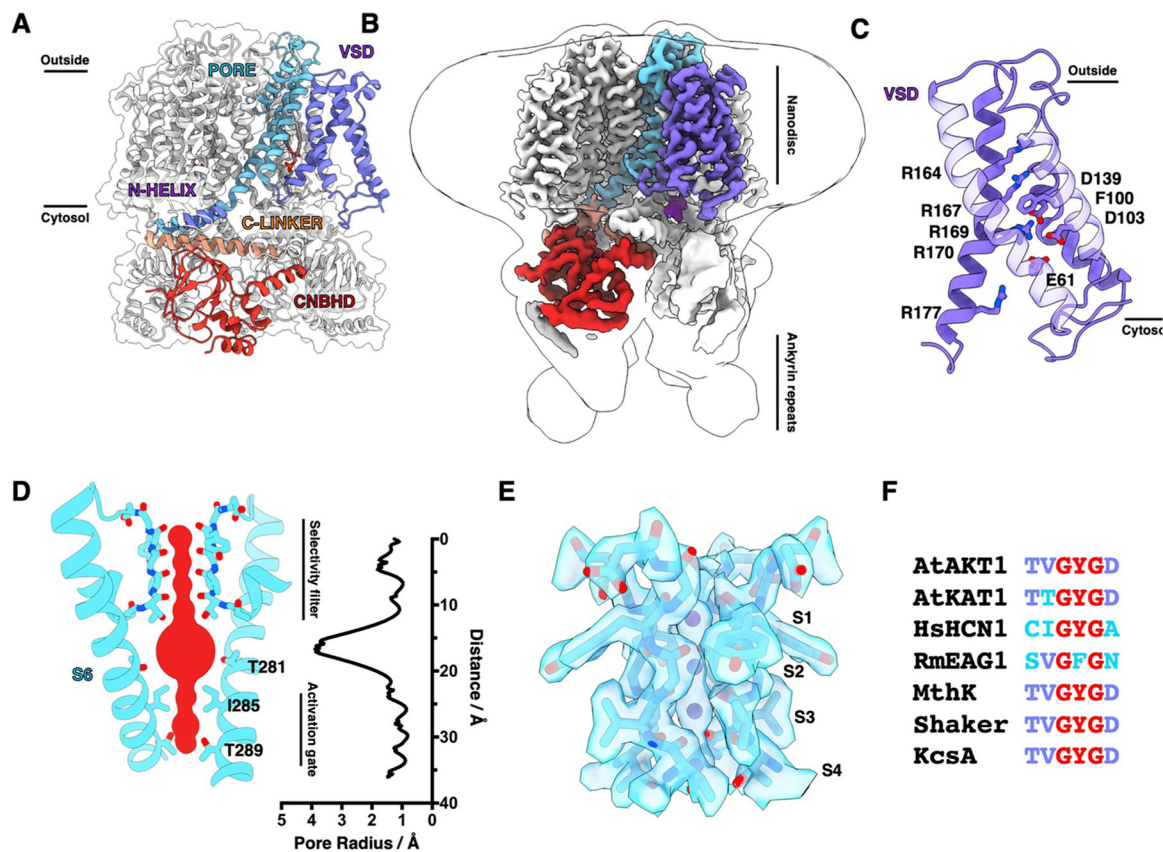 A
Outside
PORE
VSD
N-HELIX
Cytosol
C-LINKER
CNBHD
B
Nanodisc
Ankyrin repeats
C
VSD
Outside
R164
R167
R169
R170
R177
D139
F100
D103
E61
Cytoso
D
S6
T281
I285
T289
Selectivity filter
Activation gate
0
10
20
30
40
Distance / Å
5 4 3 2 1 0
Pore Radius / Å
E
S1
S2
S3
S4
F
AtAKT1 TVGYGD
AtKAT1 TTGYGD
HsHCN1 CIGYGA
RmEAG1 SVGFGN
MthK TVGYGD
Shaker TVGYGD
KcsA TVGYGD